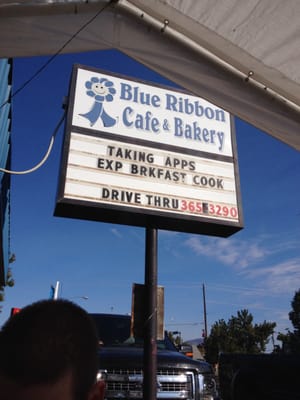 Blue Ribbon
Cafe & Bakery
TAKING APPS
EXP BRKFAST COOK
DRIVE THRU 365-3290